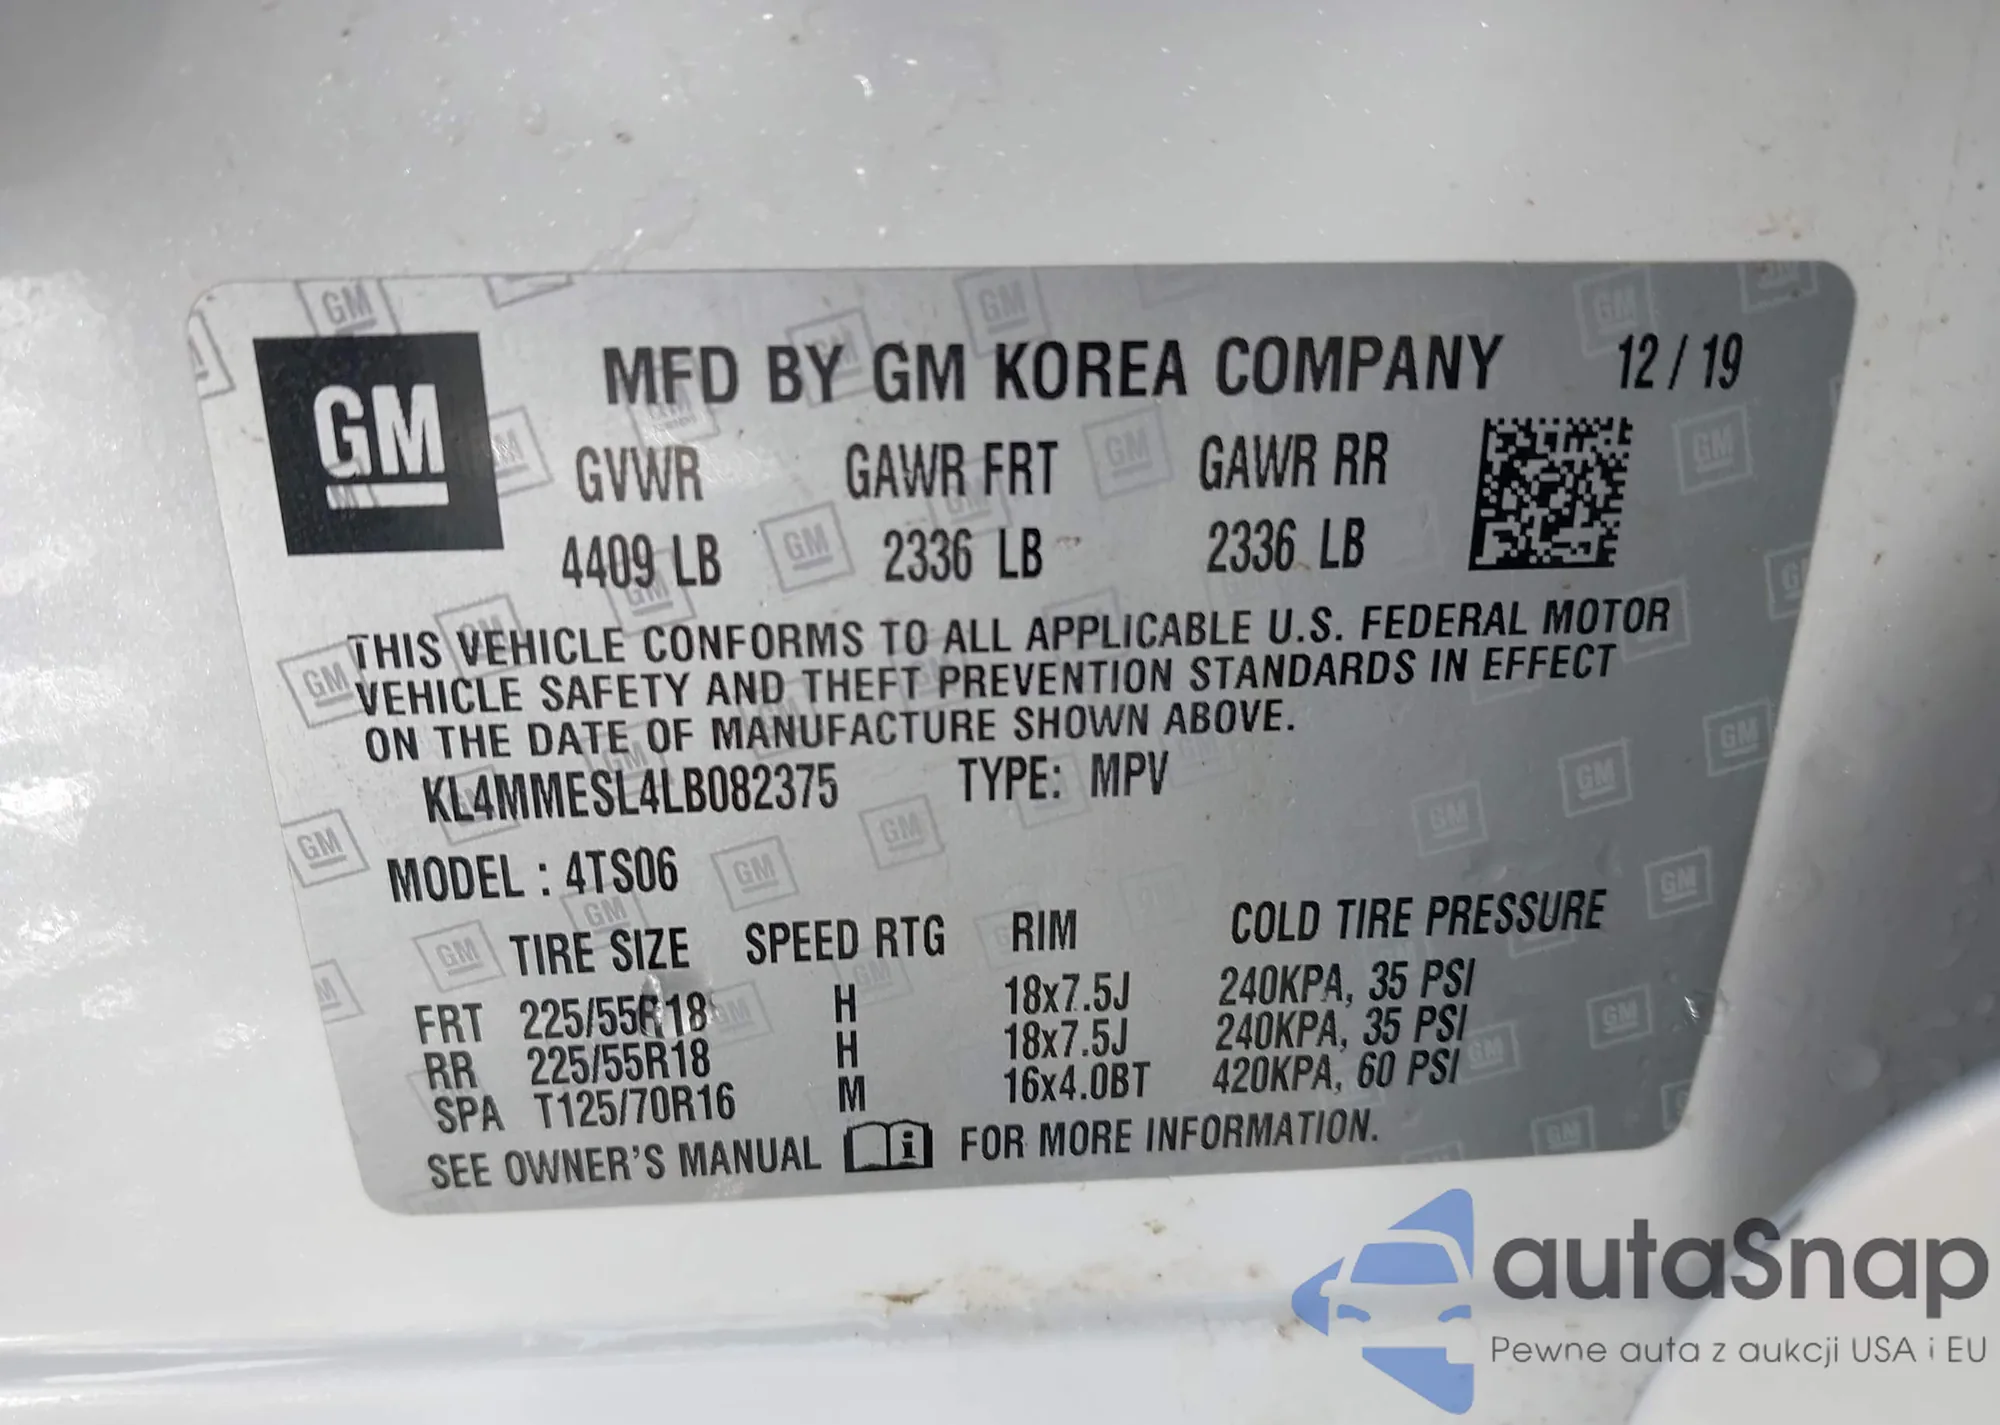 GM
MFD BY GM KOREA COMPANY 12 / 19
GVWR GAWR FRT GAWR RR
4409 LB 2336 LB 2336 LB
THIS VEHICLE CONFORMS TO ALL APPLICABLE U.S. FEDERAL MOTOR
VEHICLE SAFETY AND THEFT PREVENTION STANDARDS IN EFFECT
ON THE DATE OF MANUFACTURE SHOWN ABOVE.
KL4MMESL4LB082375 TYPE: MPV
MODEL : 4TS06
TIRE SIZE SPEED RTG RIM COLD TIRE PRESSURE
FRT 225/55R18 H 18x7.5J 240KPA, 35 PSI
RR 225/55R18 H 18x7.5J 240KPA, 35 PSI
SPA T125/70R16 M 16x4.0BT 420KPA, 60 PSI
SEE OWNER'S MANUAL i FOR MORE INFORMATION.
autaSnap
Pewne auta z aukcji USA i EU